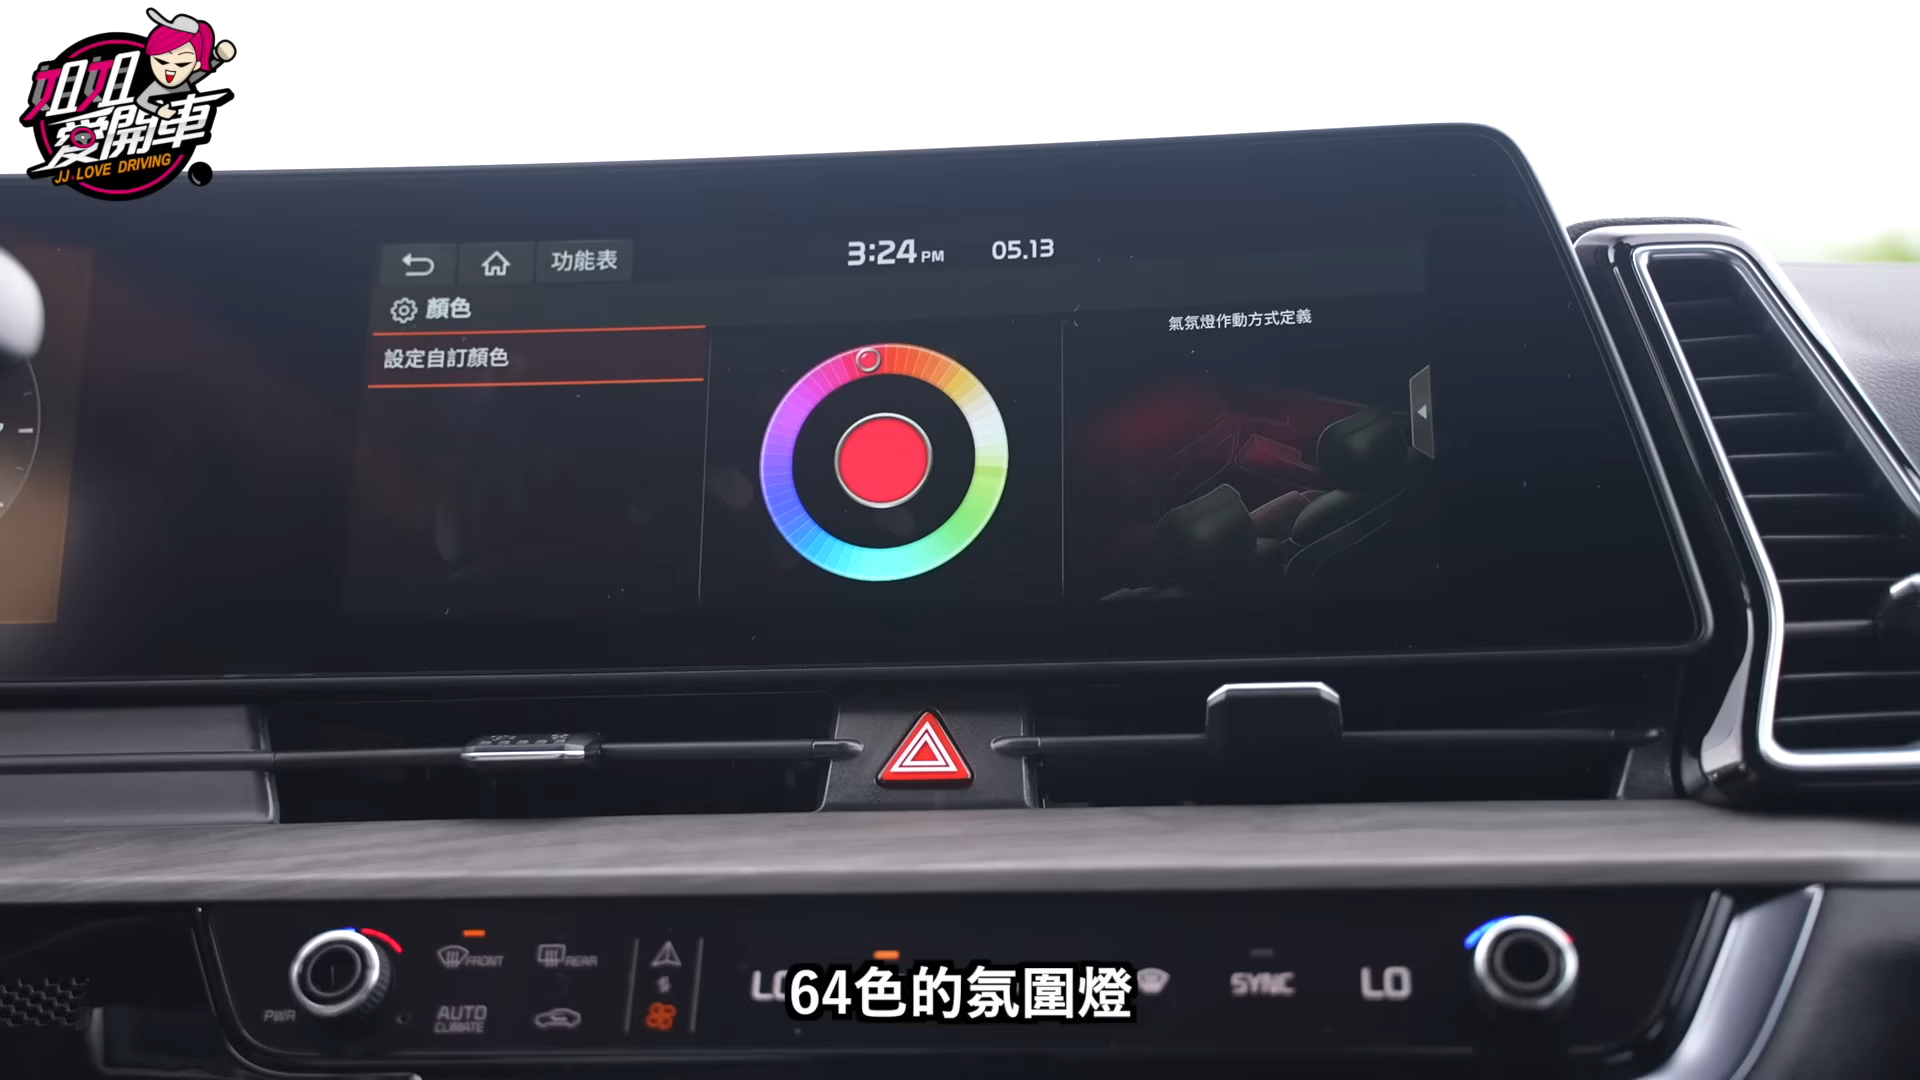 姐姐
愛開車
JJ LOVE DRIVING
功能表
3:24 PM
05.13
顏色
設定自訂顏色
氣氛燈作動方式定義
FRONT
REAR
PWR
AUTO
CLIMATE
LO
SYNC
LO
64色的氛圍燈